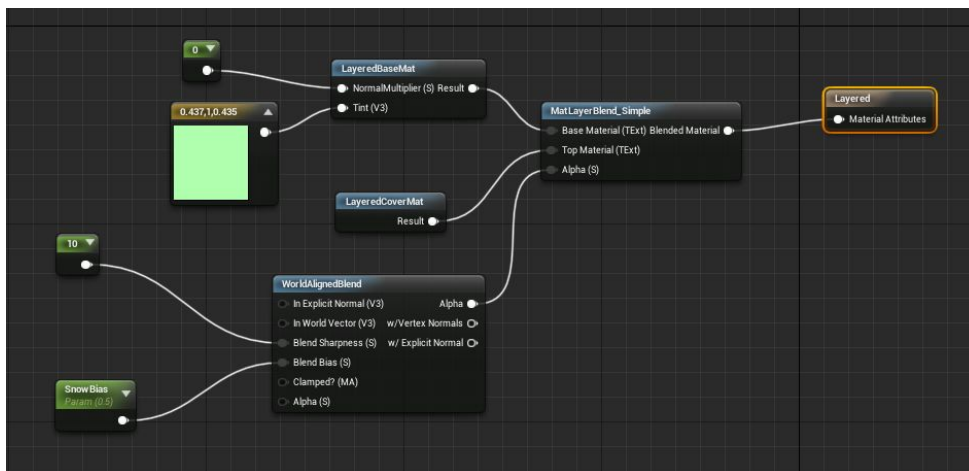 0
LayeredBaseMat
NormalMultiplier (S) Result
Tint (V3)
0.437,1,0.435
MatLayerBlend_Simple
Base Material (TExt) Blended Material
Top Material (TExt)
Alpha (S)
Layered
Material Attributes
LayeredCoverMat
Result
10
WorldAlignedBlend
In Explicit Normal (V3) Alpha
In World Vector (V3) w/Vertex Normals
Blend Sharpness (S) w/ Explicit Normal
Blend Bias (S)
Clamped? (MA)
Alpha (S)
Snow Bias
Param (0.5)